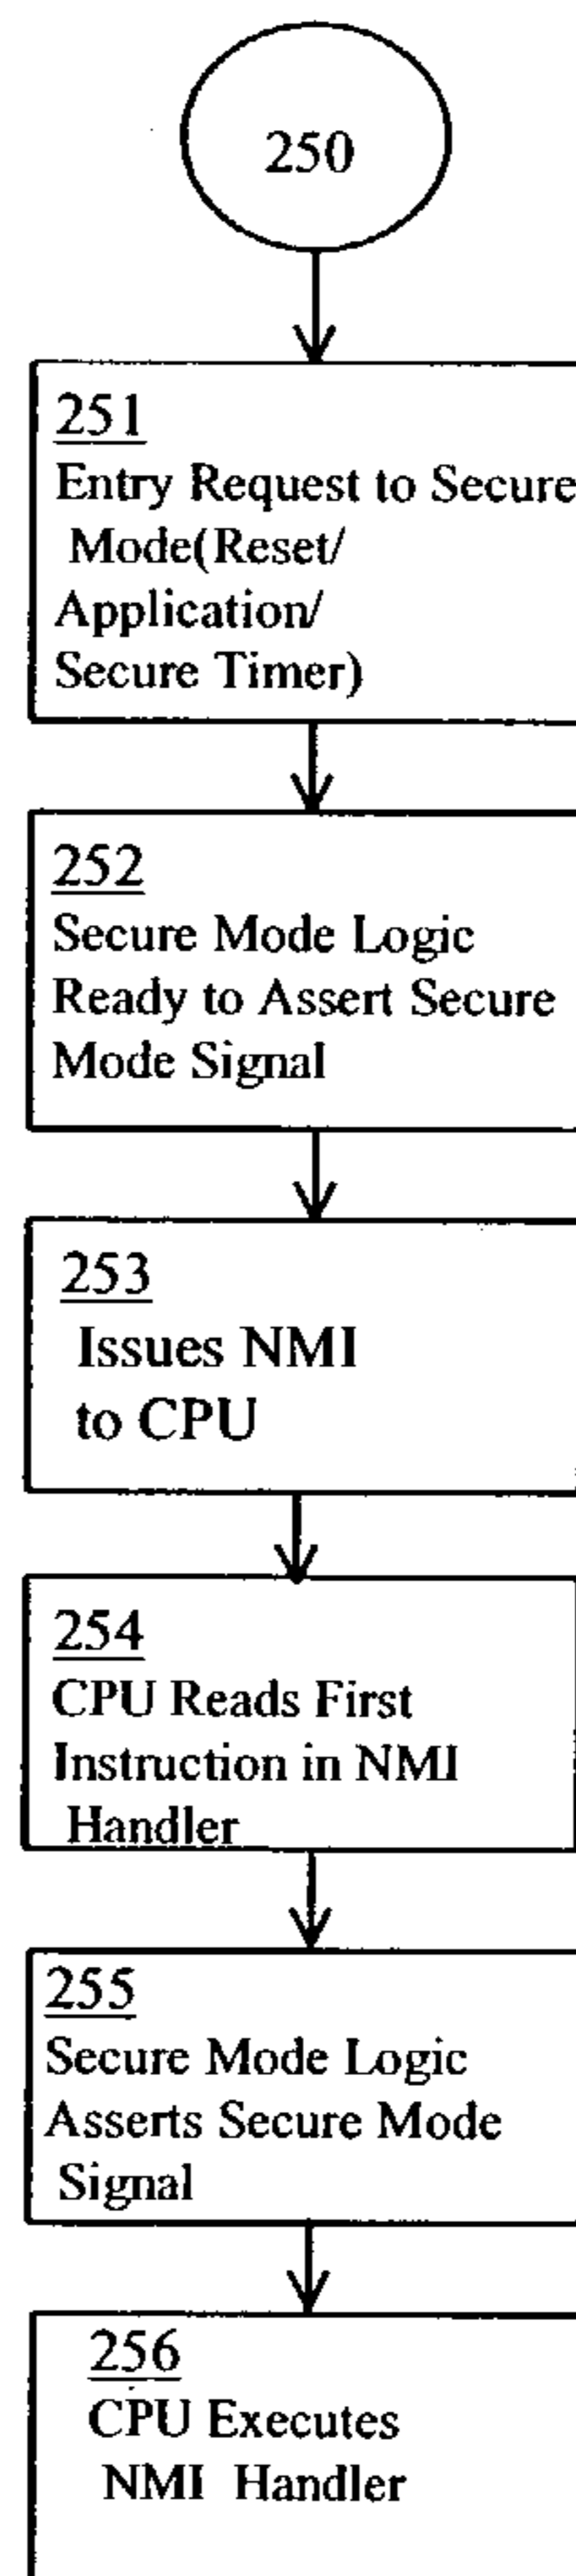 250
251
Entry Request to Secure
Mode(Reset/
Application/
Secure Timer)
252
Secure Mode Logic
Ready to Assert Secure
Mode Signal
253
Issues NMI
to CPU
254
CPU Reads First
Instruction in NMI
Handler
255
Secure Mode Logic
Asserts Secure Mode
Signal
256
CPU Executes
NMI Handler